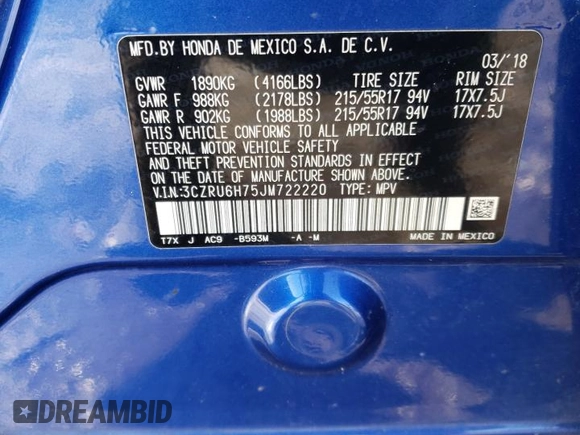 MFD. BY HONDA DE MEXICO S.A. DE C.V.
03/'18
GVWR 1890KG (4166LBS) TIRE SIZE RIM SIZE
GAWR F 988KG (2178LBS) 215/55R17 94V 17X7.5J
GAWR R 902KG (1988LBS) 215/55R17 94V 17X7.5J
THIS VEHICLE CONFORMS TO ALL APPLICABLE
FEDERAL MOTOR VEHICLE SAFETY
AND THEFT PREVENTION STANDARDS IN EFFECT
ON THE DATE OF MANUFACTURE SHOWN ABOVE.
V.I.N:3CZRU6H75JM722220 TYPE: MPV
T7X J AC9 -B593M -A -M MADE IN MEXICO
DREAMBID